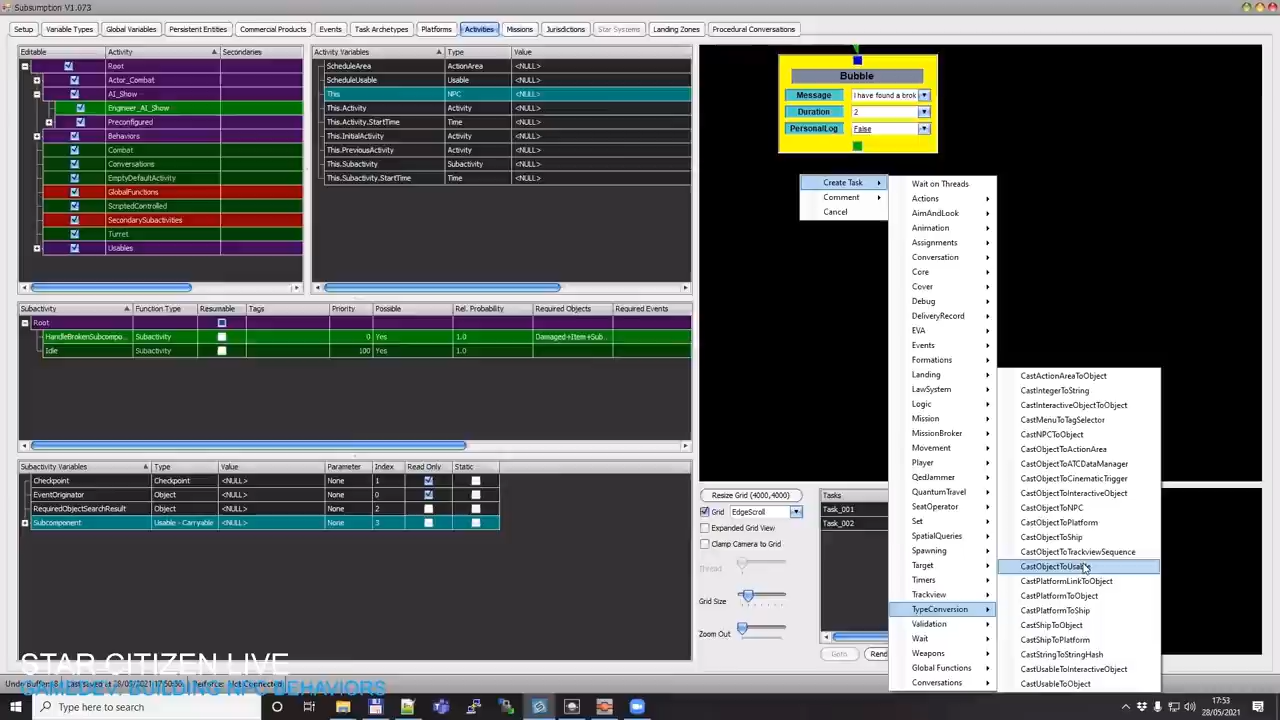 Subsumption V1.073
Setup Variable Types Global Variables Persistent Entities Commercial Products Events Task Archetypes Platforms Activities Missions Jurisdictions Star Systems Landing Zones Procedural Conversations
Editable Activity Secondaries
Root
Actor_Combat
AI_Show
Engineer_AI_Show
Preconfigured
Behaviors
Combat
Conversations
EmptyDefaultActivity
GlobalFunctions
ScriptedControlled
SecondarySubactivities
Turret
Usables
Activity Variables Type Value
ScheduleArea ActionArea <NULL>
ScheduleUsable Usable <NULL>
This NPC <NULL>
This.Activity Activity <NULL>
This.Activity.StartTime Time <NULL>
This.InitialActivity Activity <NULL>
This.PreviousActivity Activity <NULL>
This.Subactivity Subactivity <NULL>
This.Subactivity.StartTime Time <NULL>
Bubble
Message I have found a brok
Duration 2
PersonalLog False
Create Task
Comment
Cancel
Wait on Threads
Actions
AimAndLook
Animation
Assignments
Conversation
Core
Cover
Debug
DeliveryRecord
EVA
Events
Formations
Landing
LawSystem
Logic
Mission
MissionBroker
Movement
Player
QedJammer
QuantumTravel
SeatOperator
Set
SpatialQueries
Spawning
Target
Timers
Trackview
TypeConversion
Validation
Wait
Weapons
Global Functions
Conversations
CastActionAreaToObject
CastIntegerToString
CastInteractiveObjectToObject
CastMenuToTagSelector
CastNPCToObject
CastObjectToActionArea
CastObjectToATCDataManager
CastObjectToCinematicTrigger
CastObjectToInteractiveObject
CastObjectToNPC
CastObjectToPlatform
CastObjectToShip
CastObjectToTrackviewSequence
CastObjectToUsable
CastPlatformLinkToObject
CastPlatformToObject
CastPlatformToShip
CastShipToObject
CastShipToPlatform
CastStringToStringHash
CastUsableToInteractiveObject
CastUsableToObject
Subactivity Function Type Resumable Tags Priority Possible Rel. Probability Required Objects Required Events
Root
HandleBrokenSubcompo... Subactivity 0 Yes 1.0 Damaged+Item+Sub...
Idle Subactivity 100 Yes 1.0
Subactivity Variables Type Value Parameter Index Read Only Static
Checkpoint Checkpoint <NULL> None 1
EventOriginator Object <NULL> None 0
RequiredObjectSearchResult Object <NULL> None 2
Subcomponent Usable - Carryable <NULL> None 3
Resize Grid (4000,4000)
Grid EdgeScroll
Expanded Grid View
Clamp Camera to Grid
Thread
Grid Size
Zoom Out
Tasks
Task_001
Task_002
Goto
STAR CITIZEN LIVE
GAMEDEV: BUILDING NPC BEHAVIORS
Type here to search
17:53
28/05/2021